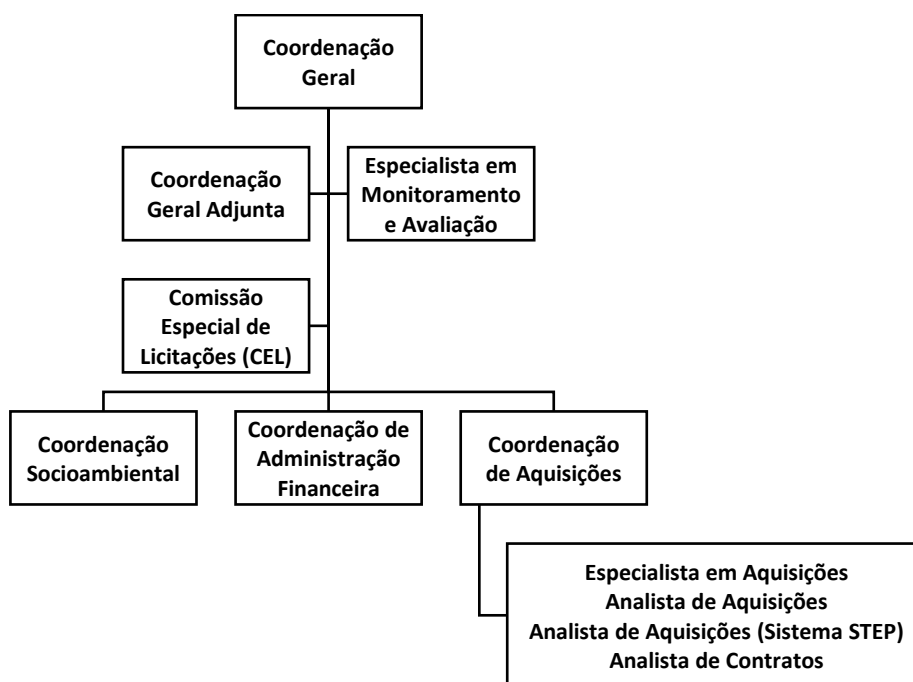 Coordenação
Geral
Coordenação
Geral Adjunta
Especialista em
Monitoramento
e Avaliação
Comissão
Especial de
Licitações (CEL)
Coordenação
Socioambiental
Coordenação de
Administração
Financeira
Coordenação
de Aquisições
Especialista em Aquisições
Analista de Aquisições
Analista de Aquisições (Sistema STEP)
Analista de Contratos